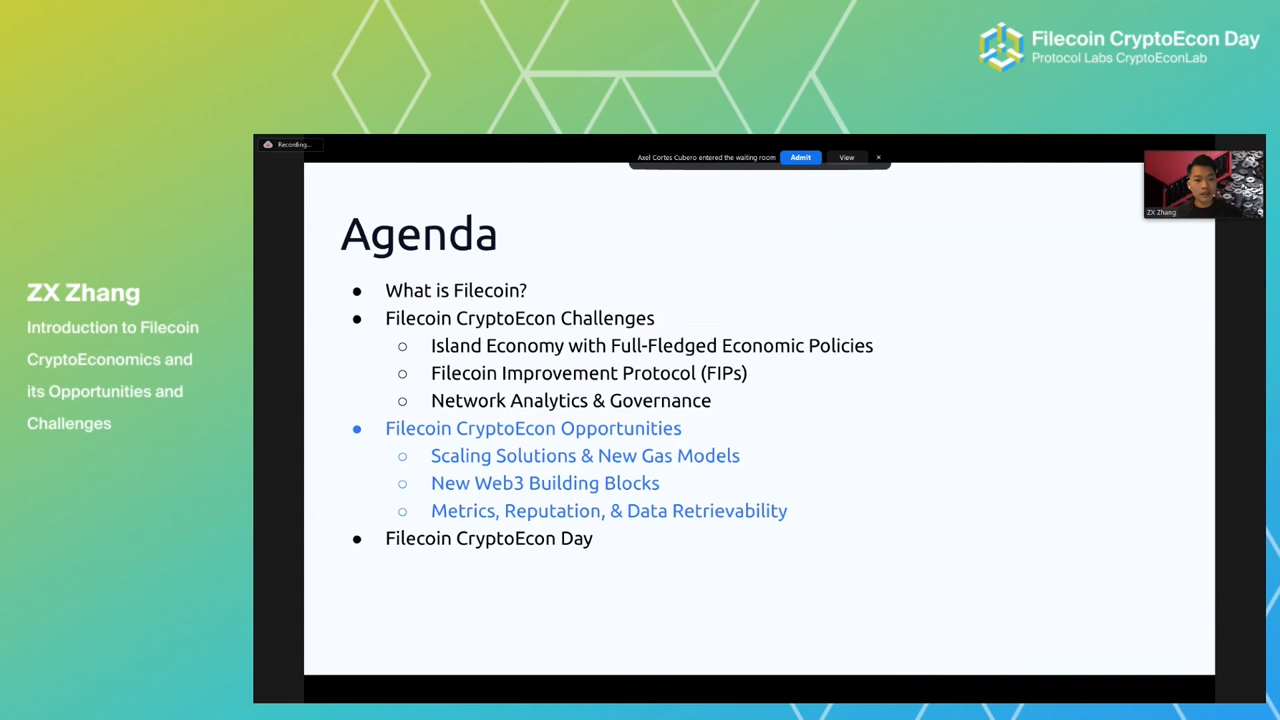 Filecoin CryptoEcon Day
Protocol Labs CryptoEconLab
Recording...
Axel Cortes Cubero entered the waiting room
Admit
View
ZX Zhang
Agenda
ZX Zhang
Introduction to Filecoin
CryptoEconomics and
its Opportunities and
Challenges
● What is Filecoin?
● Filecoin CryptoEcon Challenges
○ Island Economy with Full-Fledged Economic Policies
○ Filecoin Improvement Protocol (FIPs)
○ Network Analytics & Governance
● Filecoin CryptoEcon Opportunities
○ Scaling Solutions & New Gas Models
○ New Web3 Building Blocks
○ Metrics, Reputation, & Data Retrievability
● Filecoin CryptoEcon Day